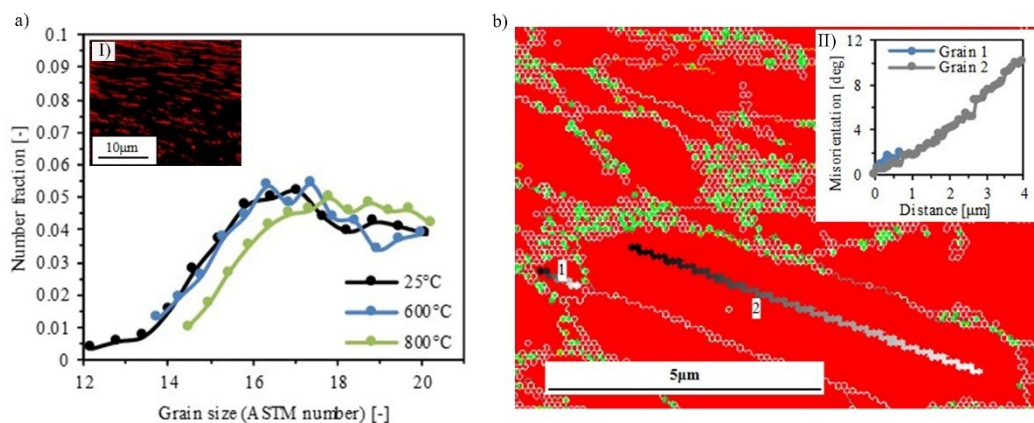 a)
I)
10µm
Number fraction [-]
0.1
0.09
0.08
0.07
0.06
0.05
0.04
0.03
0.02
0.01
0
25°C
600°C
800°C
12 14 16 18 20
Grain size (ASTM number) [-]
b)
II)
Grain 1
Grain 2
Misorientation [deg]
12
8
4
0
0 1 2 3 4
Distance [µm]
1
2
5µm